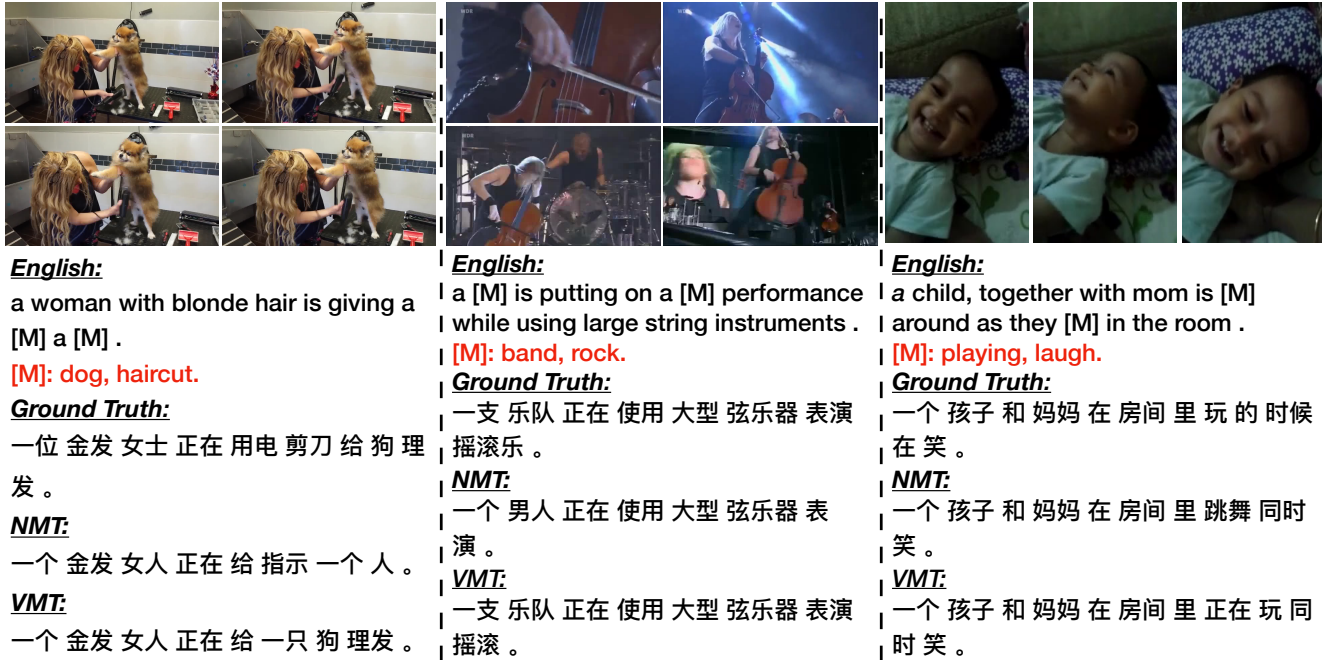 WDR
WDR
English:
a woman with blonde hair is giving a
[M] a [M] .
[M]: dog, haircut.
Ground Truth:
一位 金发 女士 正在 用电 剪刀 给 狗 理
发 。
NMT:
一个 金发 女人 正在 给 指示 一个 人 。
VMT:
一个 金发 女人 正在 给 一只 狗 理发 。
English:
a [M] is putting on a [M] performance
while using large string instruments .
[M]: band, rock.
Ground Truth:
一支 乐队 正在 使用 大型 弦乐器 表演
摇滚乐 。
NMT:
一个 男人 正在 使用 大型 弦乐器 表
演 。
VMT:
一支 乐队 正在 使用 大型 弦乐器 表演
摇滚 。
English:
a child, together with mom is [M]
around as they [M] in the room .
[M]: playing, laugh.
Ground Truth:
一个 孩子 和 妈妈 在 房间 里 玩 的 时候
在 笑 。
NMT:
一个 孩子 和 妈妈 在 房间 里 跳舞 同时
笑 。
VMT:
一个 孩子 和 妈妈 在 房间 里 正在 玩 同
时 笑 。